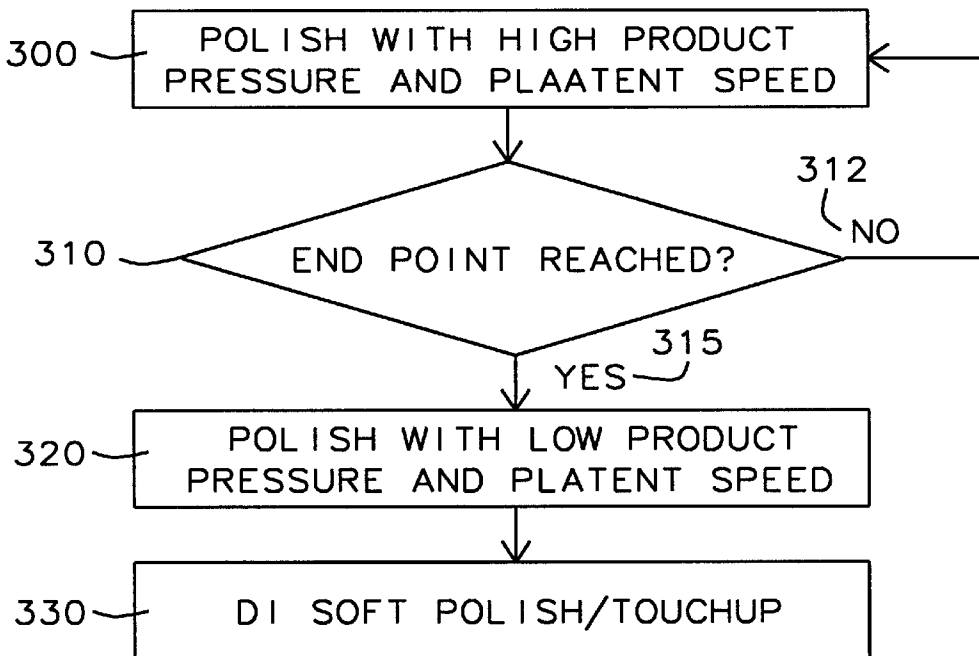 300
POLISH WITH HIGH PRODUCT
PRESSURE AND PLAATENT SPEED
312
NO
310
END POINT REACHED?
315
YES
320
POLISH WITH LOW PRODUCT
PRESSURE AND PLATENT SPEED
330
DI SOFT POLISH/TOUCHUP